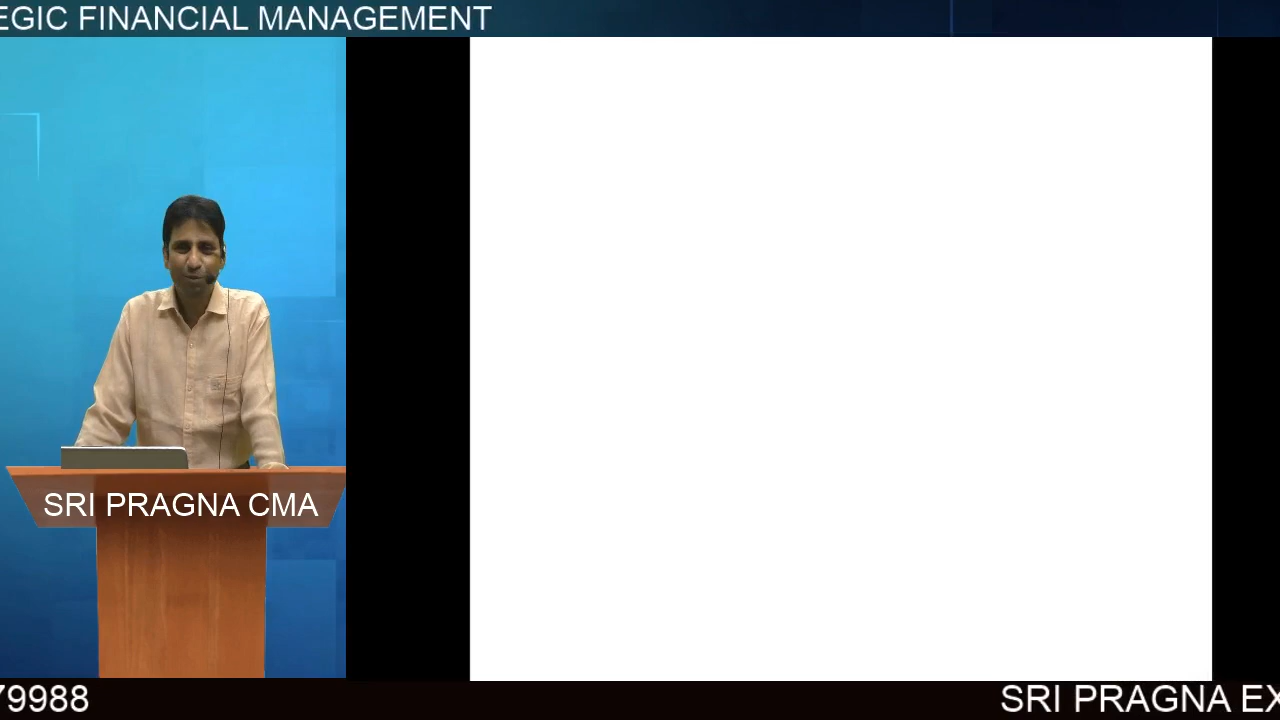 EGIC FINANCIAL MANAGEMENT
SRI PRAGNA CMA
79988
SRI PRAGNA EX